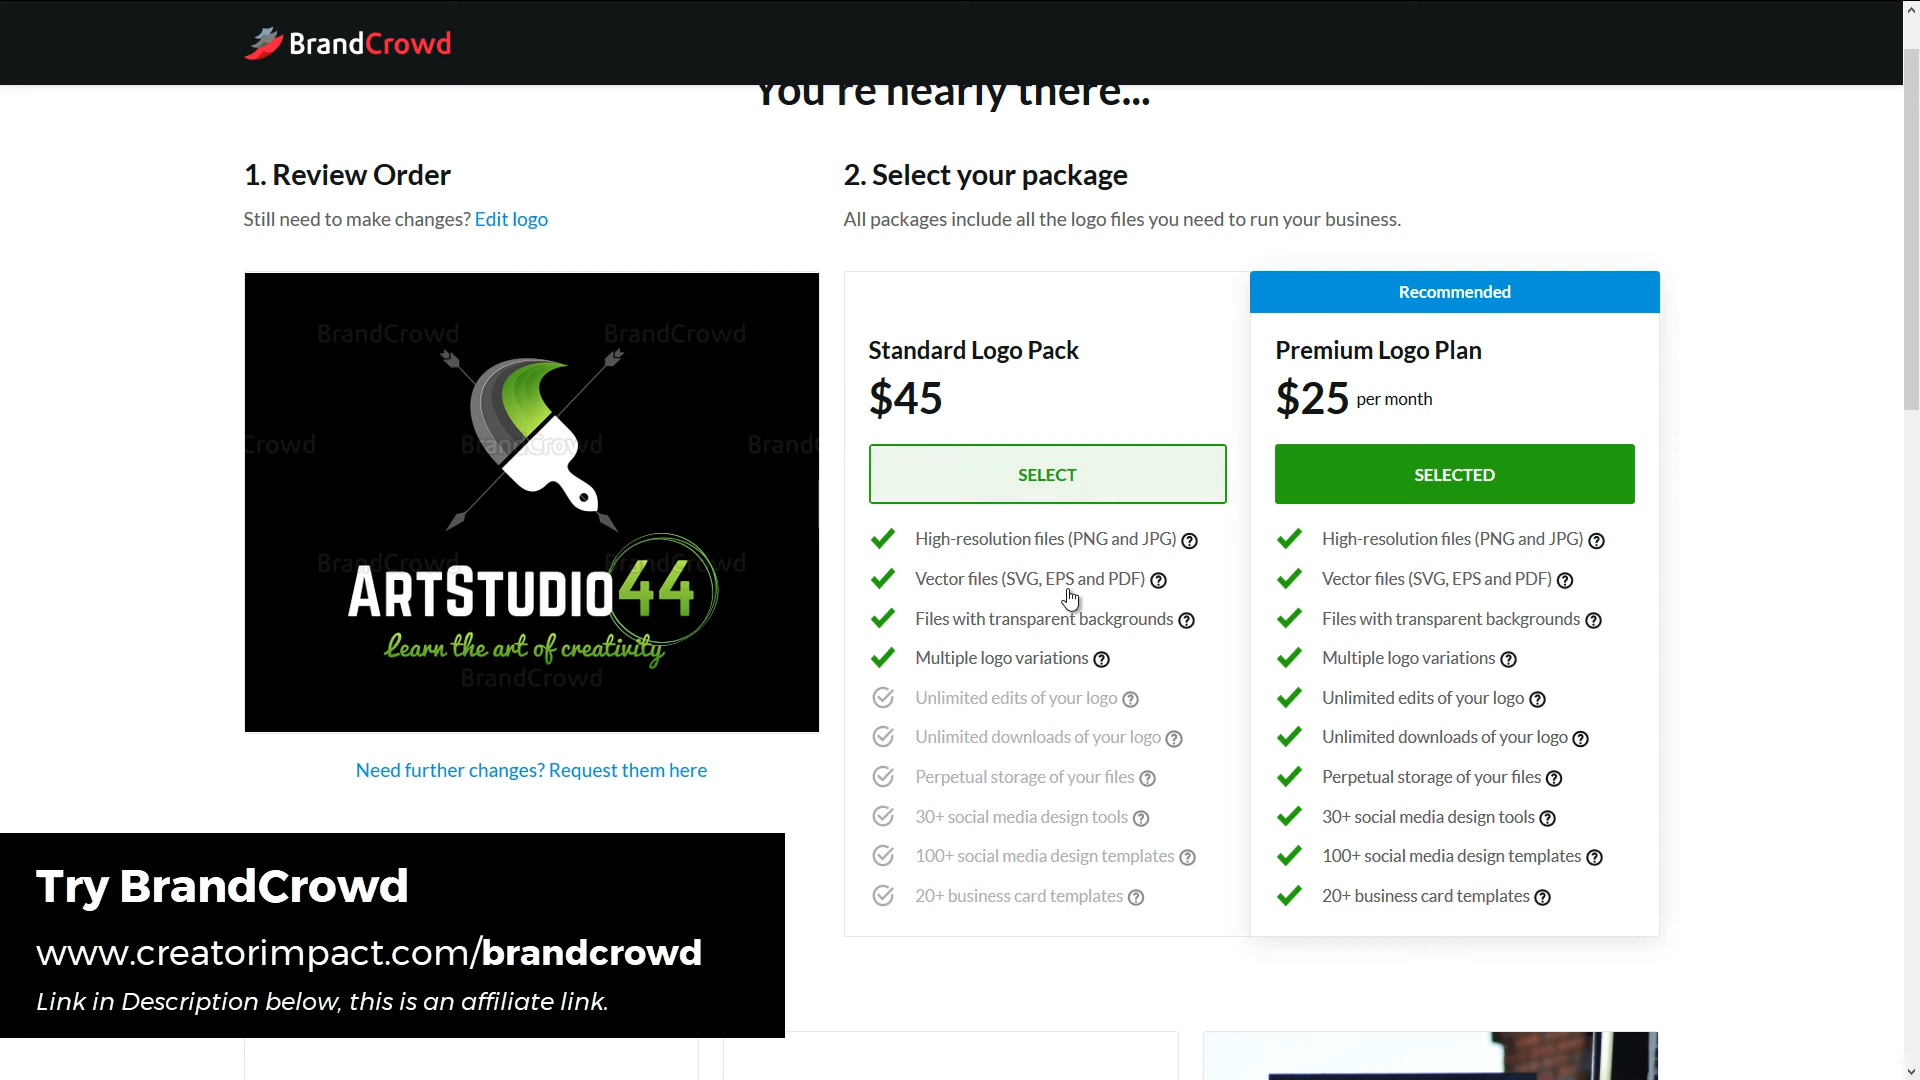 BrandCrowd
You're nearly there...
1. Review Order
Still need to make changes? Edit logo
2. Select your package
All packages include all the logo files you need to run your business.
BrandCrowd BrandCrowd
Crowd BrandCrowd Brand
BrandCrowd BrandCrowd
ARTSTUDIO44
Learn the art of creativity
BrandCrowd
Need further changes? Request them here
Standard Logo Pack
$45
SELECT
High-resolution files (PNG and JPG)
Vector files (SVG, EPS and PDF)
Files with transparent backgrounds
Multiple logo variations
Unlimited edits of your logo
Unlimited downloads of your logo
Perpetual storage of your files
30+ social media design tools
100+ social media design templates
20+ business card templates
Recommended
Premium Logo Plan
$25 per month
SELECTED
High-resolution files (PNG and JPG)
Vector files (SVG, EPS and PDF)
Files with transparent backgrounds
Multiple logo variations
Unlimited edits of your logo
Unlimited downloads of your logo
Perpetual storage of your files
30+ social media design tools
100+ social media design templates
20+ business card templates
Try BrandCrowd
www.creatorimpact.com/brandcrowd
Link in Description below, this is an affiliate link.